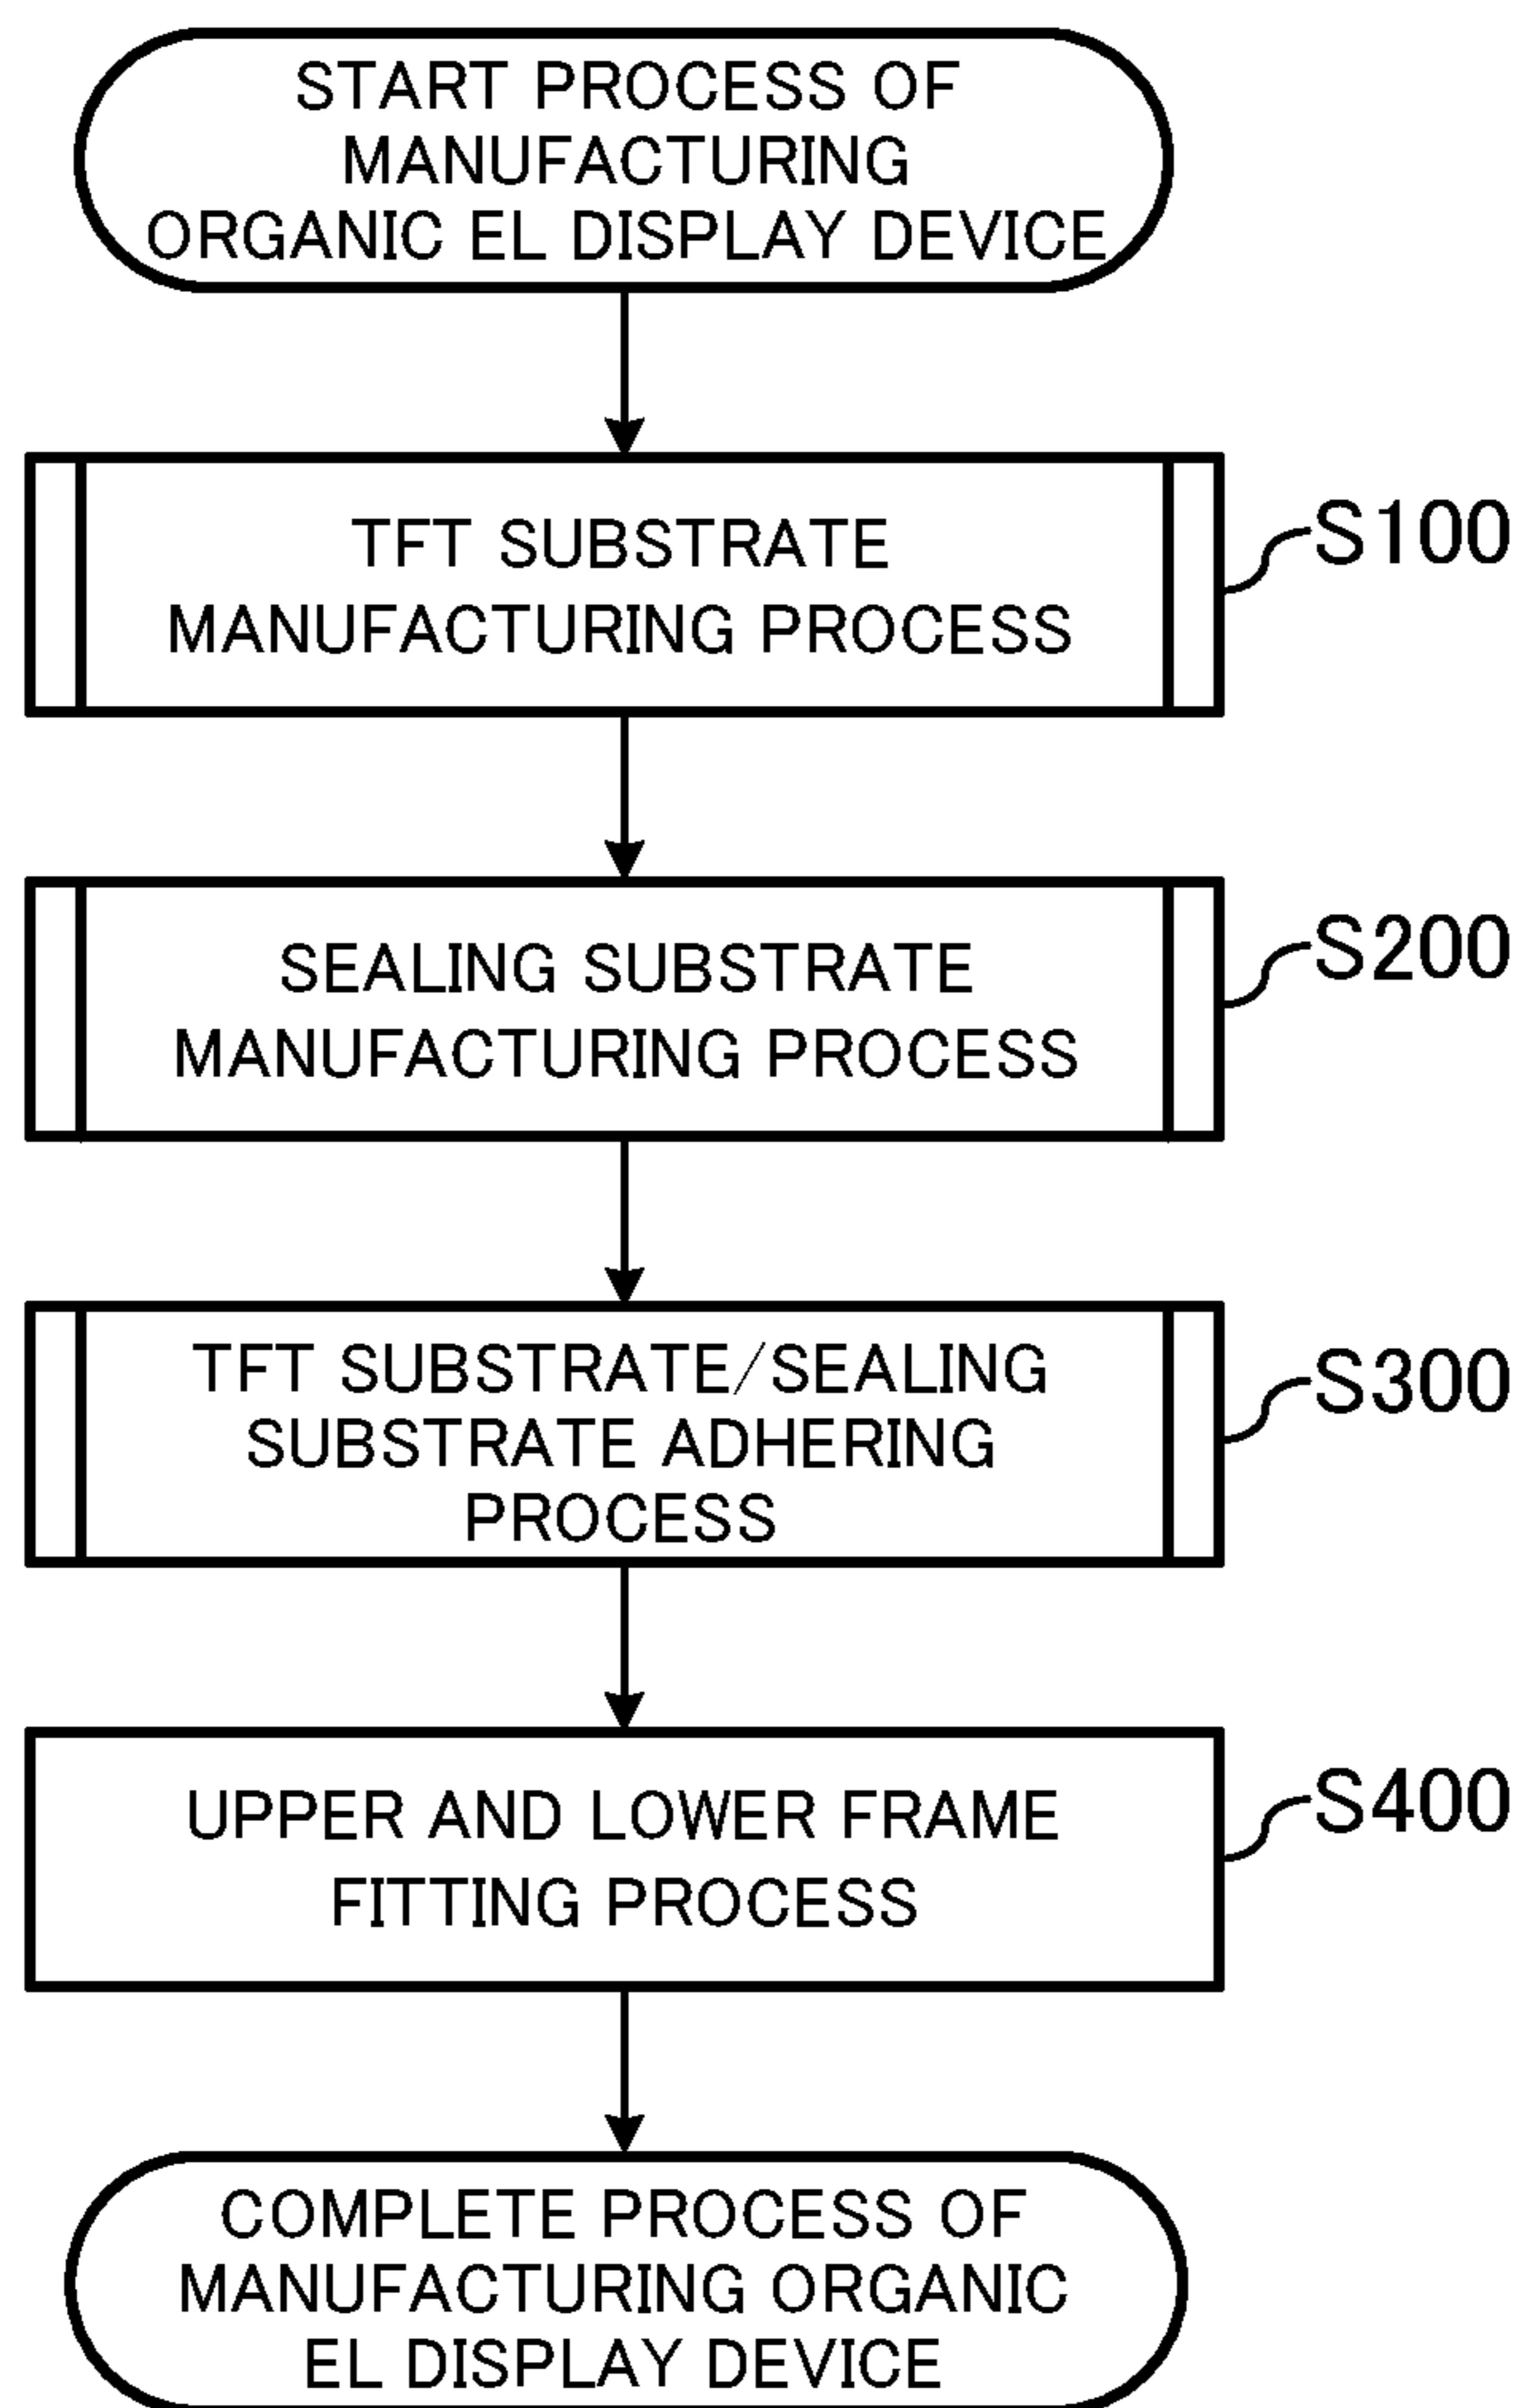 START PROCESS OF
MANUFACTURING
ORGANIC EL DISPLAY DEVICE
TFT SUBSTRATE
MANUFACTURING PROCESS
S100
SEALING SUBSTRATE
MANUFACTURING PROCESS
S200
TFT SUBSTRATE/SEALING
SUBSTRATE ADHERING
PROCESS
S300
UPPER AND LOWER FRAME
FITTING PROCESS
S400
COMPLETE PROCESS OF
MANUFACTURING ORGANIC
EL DISPLAY DEVICE